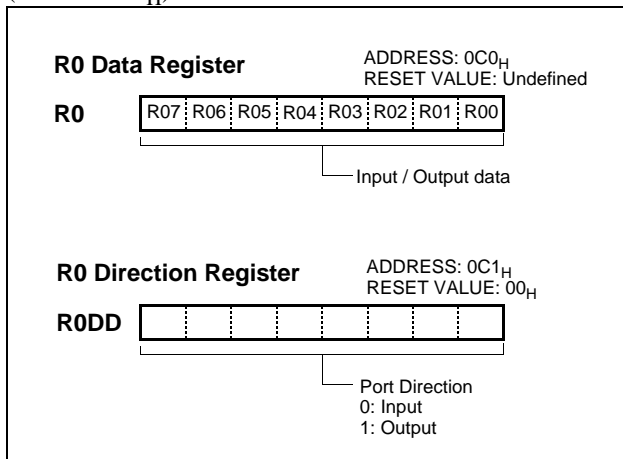 R0 Data Register
ADDRESS: 0C0H
RESET VALUE: Undefined
R0
R07 R06 R05 R04 R03 R02 R01 R00
Input / Output data
R0 Direction Register
ADDRESS: 0C1H
RESET VALUE: 00H
R0DD
Port Direction
0: Input
1: Output